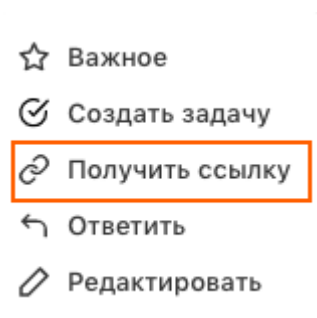 Важное
Создать задачу
Получить ссылку
Ответить
Редактировать